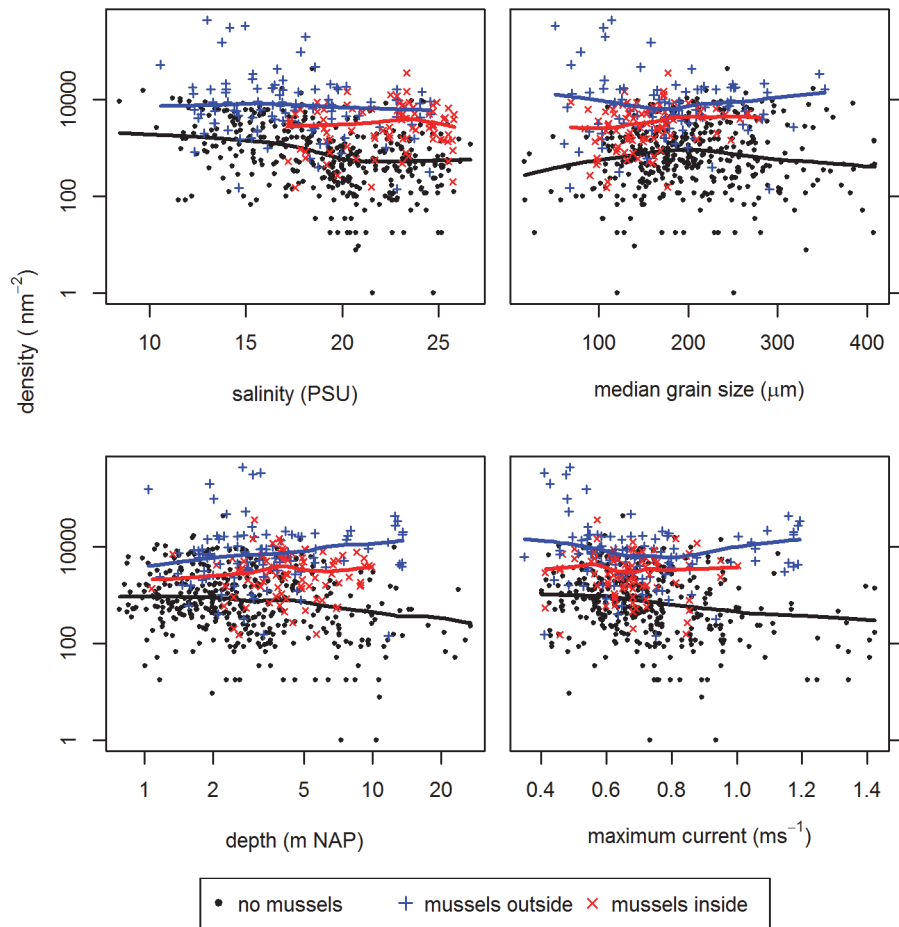 density ( nm−2)
10000
100
1
10 15 20 25
salinity (PSU)
100 200 300 400
median grain size (μm)
10000
100
1
1 2 5 10 20
depth (m NAP)
0.4 0.6 0.8 1.0 1.2 1.4
maximum current (ms−1)
no mussels mussels outside mussels inside